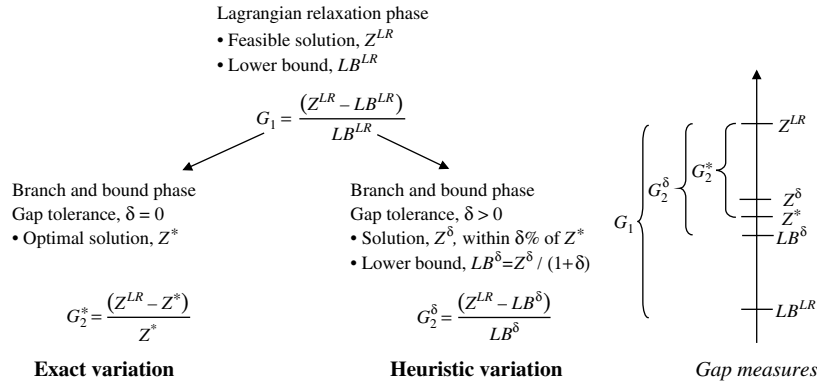 Lagrangian relaxation phase
• Feasible solution, Z^LR
• Lower bound, LB^LR
G_1 = (Z^LR – LB^LR) / LB^LR
Branch and bound phase
Gap tolerance, δ = 0
• Optimal solution, Z^*
G_2^* = (Z^LR – Z^*) / Z^*
Exact variation
Branch and bound phase
Gap tolerance, δ > 0
• Solution, Z^δ, within δ% of Z^*
• Lower bound, LB^δ=Z^δ / (1+δ)
G_2^δ = (Z^LR – LB^δ) / LB^δ
Heuristic variation
Z^LR
G_2^*
G_2^δ
Z^δ
G_1
Z^*
LB^δ
LB^LR
Gap measures